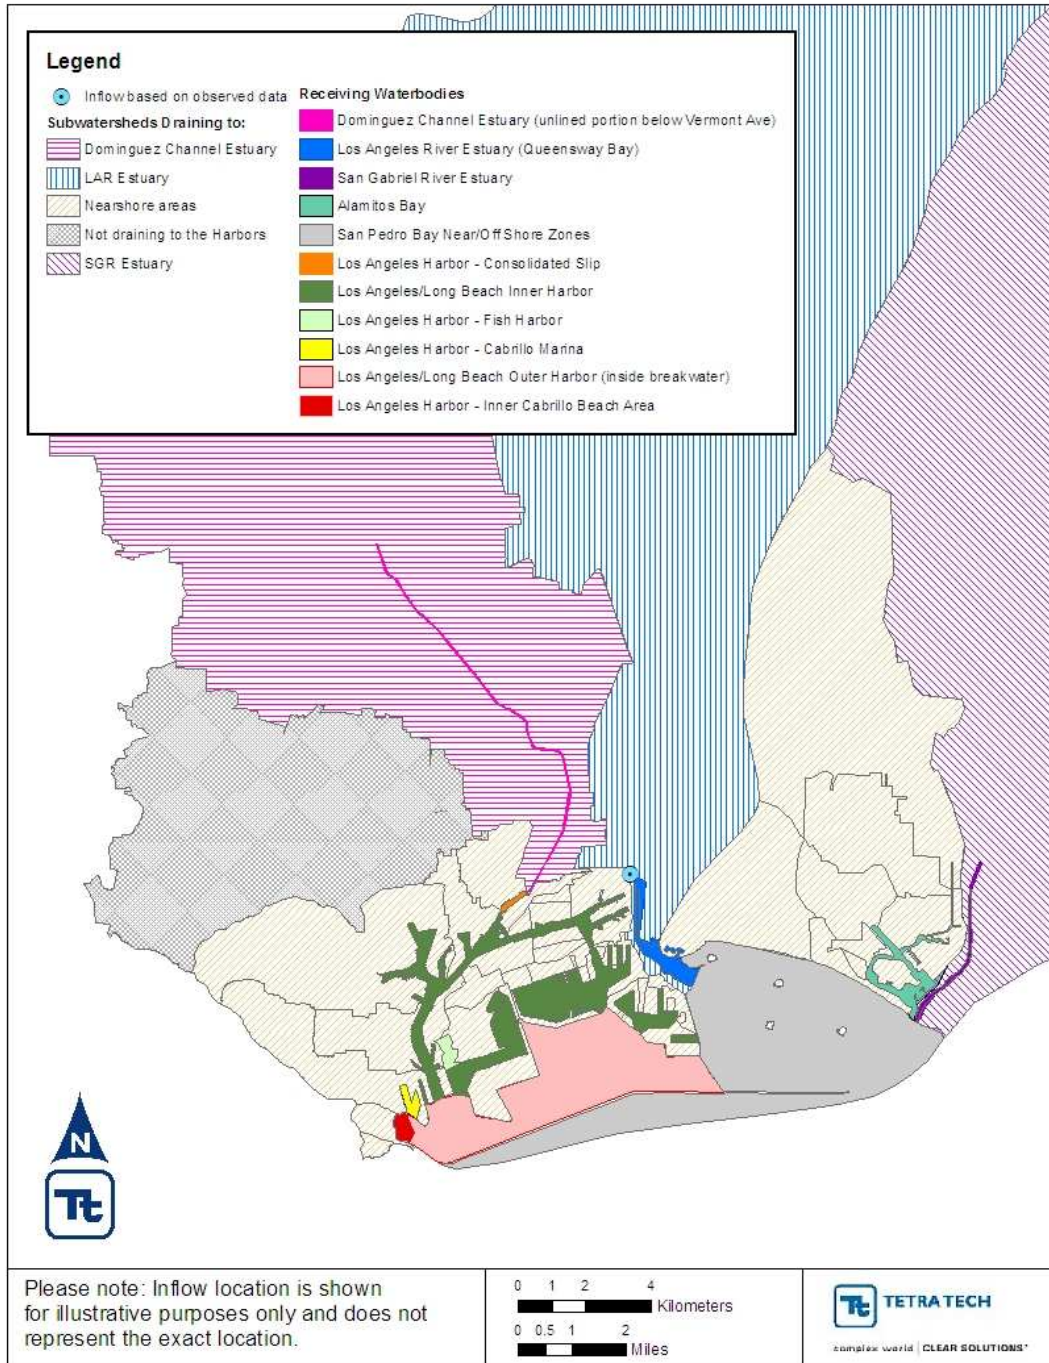 Legend
Inflow based on observed data
Subwatersheds Draining to:
Dominguez Channel Estuary
LAR Estuary
Nearshore areas
Not draining to the Harbors
SGR Estuary
Receiving Waterbodies
Dominguez Channel Estuary (unlined portion below Vermont Ave)
Los Angeles River Estuary (Queensway Bay)
San Gabriel River Estuary
Alamitos Bay
San Pedro Bay Near/Off Shore Zones
Los Angeles Harbor - Consolidated Slip
Los Angeles/Long Beach Inner Harbor
Los Angeles Harbor - Fish Harbor
Los Angeles Harbor - Cabrillo Marina
Los Angeles/Long Beach Outer Harbor (inside breakwater)
Los Angeles Harbor - Inner Cabrillo Beach Area
N
Tt
Please note: Inflow location is shown
for illustrative purposes only and does not
represent the exact location.
0 1 2 4
Kilometers
0 0.5 1 2
Miles
Tt TETRA TECH
complex world | CLEAR SOLUTIONS™